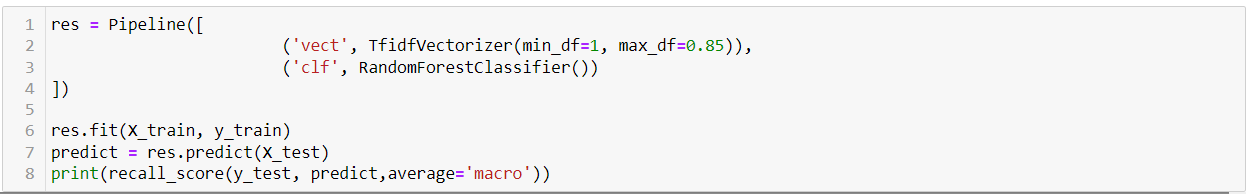 1 res = Pipeline([
2 ('vect', TfidfVectorizer(min_df=1, max_df=0.85)),
3 ('clf', RandomForestClassifier())
4 ])
5
6 res.fit(X_train, y_train)
7 predict = res.predict(X_test)
8 print(recall_score(y_test, predict,average='macro'))